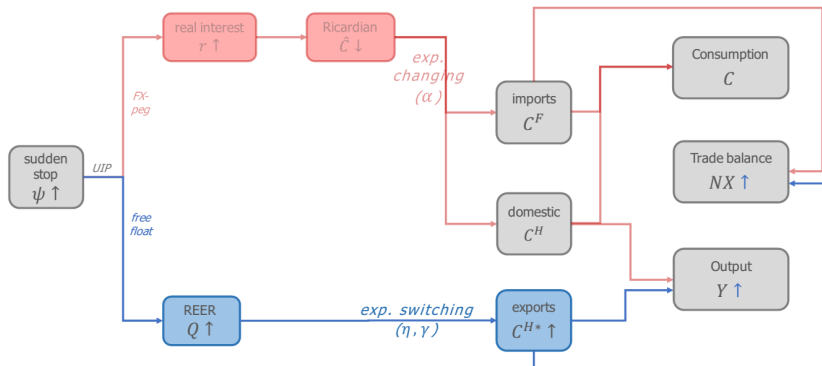 real interest
r ↑
Ricardian
Ĉ ↓
exp.
changing
(α)
FX-
peg
imports
C^F
Consumption
C
sudden
stop
ψ ↑
UIP
Trade balance
NX ↑
free
float
domestic
C^H
Output
Y ↑
REER
Q ↑
exp. switching
(η,γ)
exports
C^{H*} ↑